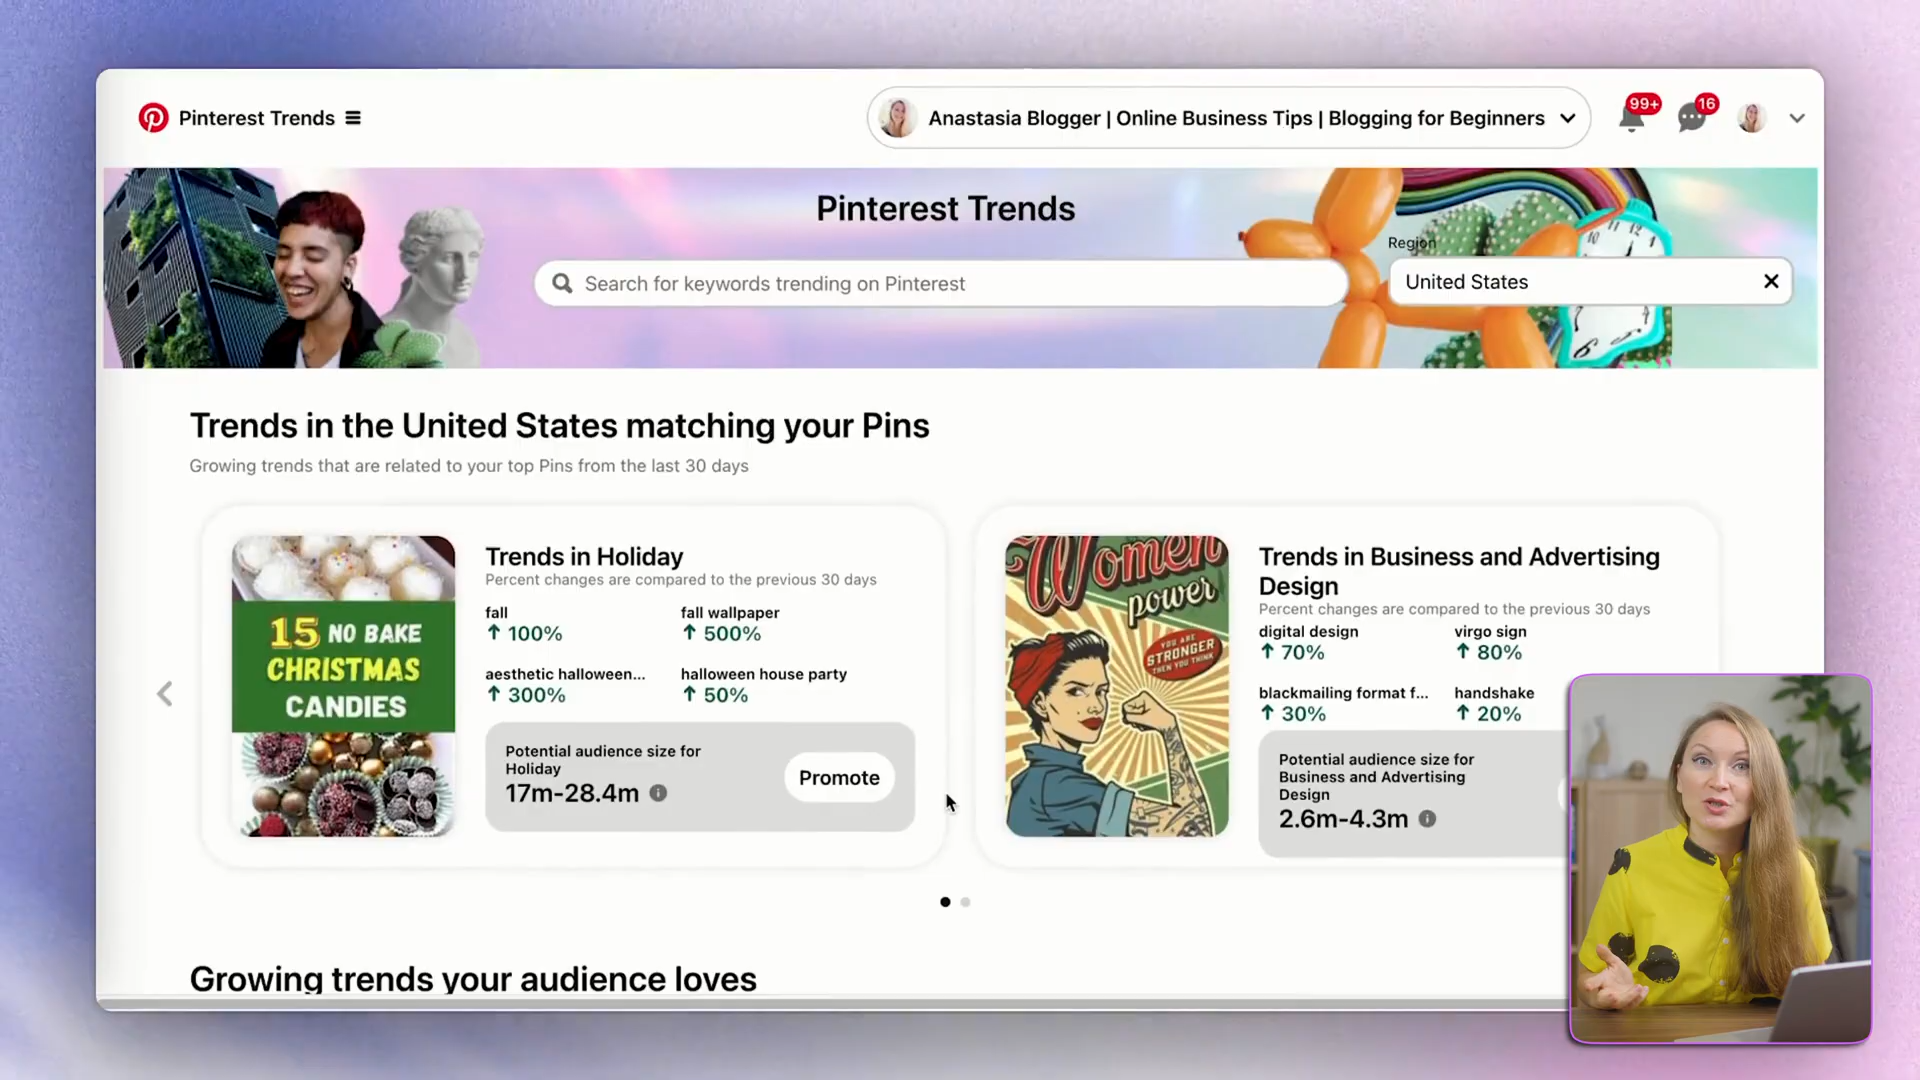 Pinterest Trends
Anastasia Blogger | Online Business Tips | Blogging for Beginners
99+
16
Pinterest Trends
Region
Search for keywords trending on Pinterest
United States
Trends in the United States matching your Pins
Growing trends that are related to your top Pins from the last 30 days
15 NO BAKE
CHRISTMAS
CANDIES
Trends in Holiday
Percent changes are compared to the previous 30 days
fall
100%
fall wallpaper
500%
aesthetic halloween...
300%
halloween house party
50%
Potential audience size for
Holiday
17m-28.4m
Promote
Women
power
YOU ARE
STRONGER
THEN YOU THINK
Trends in Business and Advertising
Design
Percent changes are compared to the previous 30 days
digital design
70%
virgo sign
80%
blackmailing format f...
30%
handshake
20%
Potential audience size for
Business and Advertising
Design
2.6m-4.3m
Growing trends your audience loves